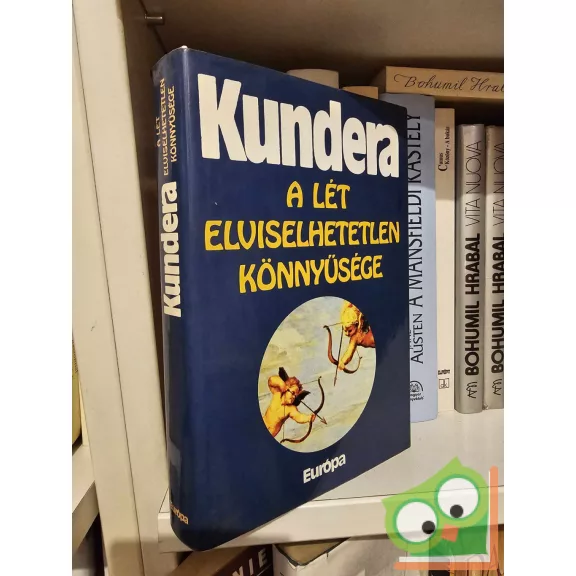 Kundera
A LÉT
ELVISELHETETLEN
KÖNNYŰSÉGE
Európa
A LÉT
ELVISELHETETLEN
KÖNNYŰSÉGE
Kundera
Európa
Bohumil
AUSTEN A MANSFIELDI KASTÉLY
BOHUMIL HRABAL VITA NUOVA
BOHUMIL HRABAL VITA NUOVA